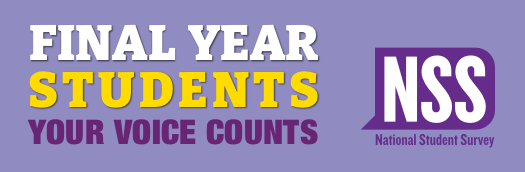 FINAL YEAR
STUDENTS
YOUR VOICE COUNTS
NSS
National Student Survey